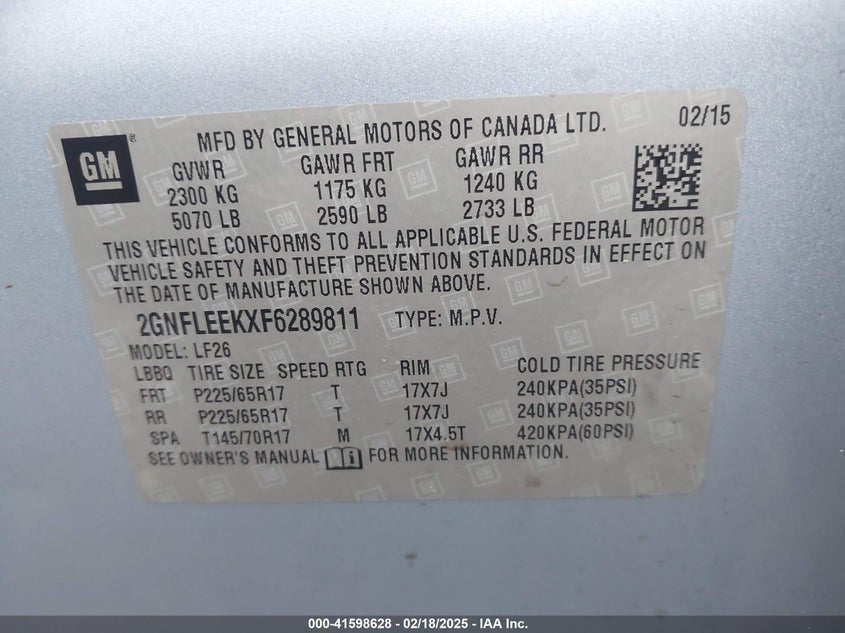 GM
®
MFD BY GENERAL MOTORS OF CANADA LTD. 02/15
GVWR GAWR FRT GAWR RR
2300 KG 1175 KG 1240 KG
5070 LB 2590 LB 2733 LB
THIS VEHICLE CONFORMS TO ALL APPLICABLE U.S. FEDERAL MOTOR
VEHICLE SAFETY AND THEFT PREVENTION STANDARDS IN EFFECT ON
THE DATE OF MANUFACTURE SHOWN ABOVE.
2GNFLEEKXF6289811 TYPE: M.P.V.
MODEL: LF26
LBBQ TIRE SIZE SPEED RTG RIM COLD TIRE PRESSURE
FRT P225/65R17 T 17X7J 240KPA(35PSI)
RR P225/65R17 T 17X7J 240KPA(35PSI)
SPA T145/70R17 M 17X4.5T 420KPA(60PSI)
SEE OWNER'S MANUAL FOR MORE INFORMATION.
000-41598628 - 02/18/2025 - IAA Inc.